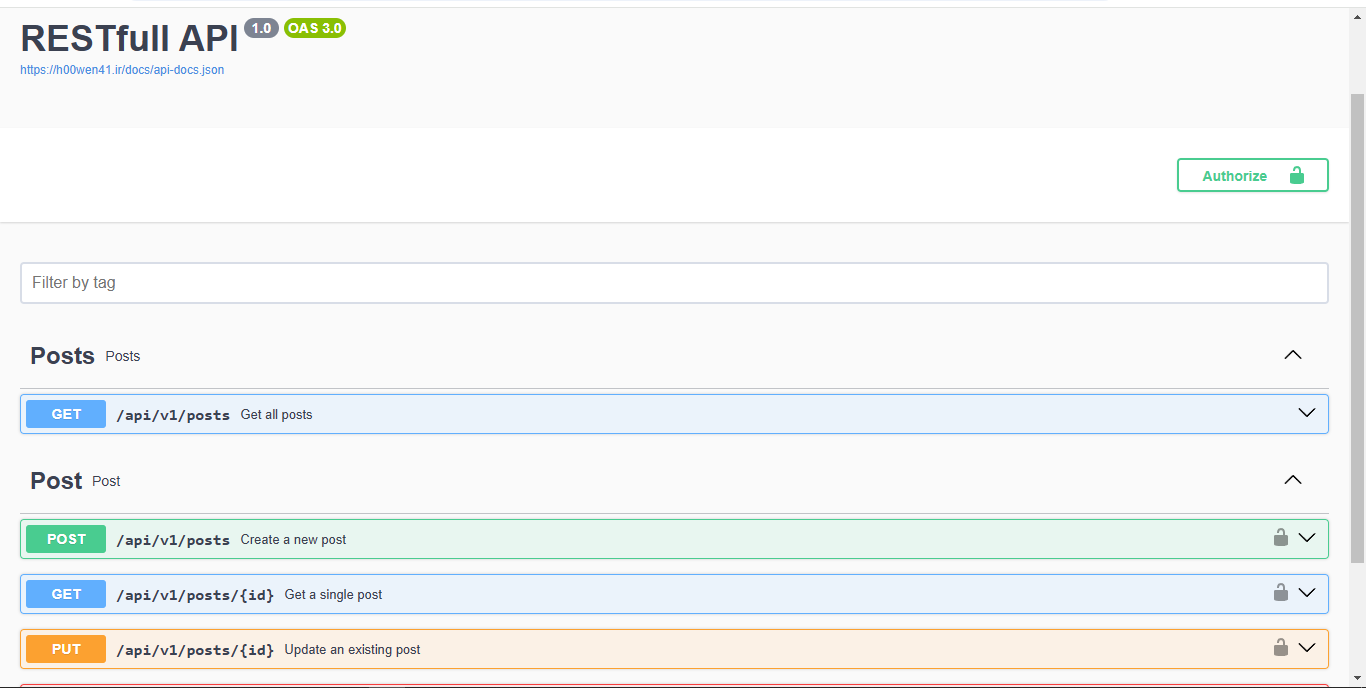 RESTfull API 1.0 OAS 3.0
https://h00wen41.ir/docs/api-docs.json
Authorize
Filter by tag
Posts Posts
GET /api/v1/posts Get all posts
Post Post
POST /api/v1/posts Create a new post
GET /api/v1/posts/{id} Get a single post
PUT /api/v1/posts/{id} Update an existing post